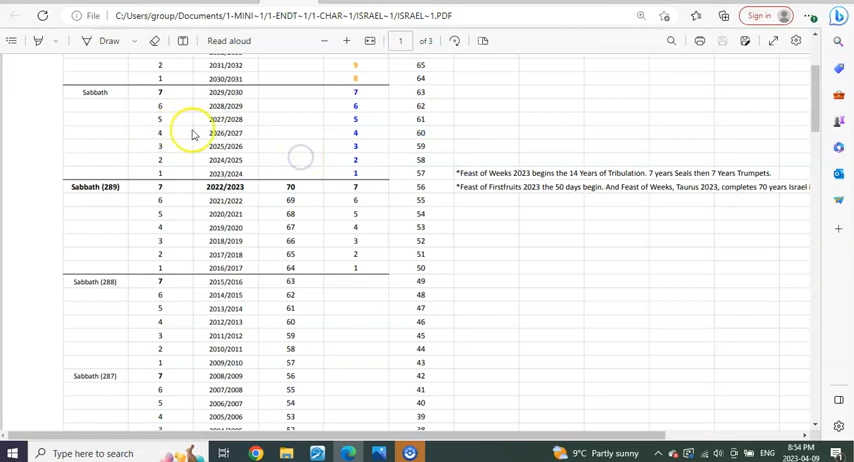 File C:/Users/group/Documents/1-MINI~1/1-ENDT~1/1-CHAR~1/ISRAEL~1/ISRAEL~1.PDF Sign in
Draw Read aloud 1 of 3
2 2031/2032 9 65
1 2030/2031 8 64
Sabbath 7 2029/2030 7 63
6 2028/2029 6 62
5 2027/2028 5 61
4 2026/2027 4 60
3 2025/2026 3 59
2 2024/2025 2 58
1 2023/2024 1 57 *Feast of Weeks 2023 begins the 14 Years of Tribulation. 7 years Seals then 7 Years Trumpets.
Sabbath (289) 7 2022/2023 70 7 56 *Feast of Firstfruits 2023 the 50 days begin. And Feast of Weeks, Taurus 2023, completes 70 years Israel i
6 2021/2022 69 6 55
5 2020/2021 68 5 54
4 2019/2020 67 4 53
3 2018/2019 66 3 52
2 2017/2018 65 2 51
1 2016/2017 64 1 50
Sabbath (288) 7 2015/2016 63 49
6 2014/2015 62 48
5 2013/2014 61 47
4 2012/2013 60 46
3 2011/2012 59 45
2 2010/2011 58 44
1 2009/2010 57 43
Sabbath (287) 7 2008/2009 56 42
6 2007/2008 55 41
5 2006/2007 54 40
4 2005/2006 53 39
Type here to search 9°C Partly sunny ENG 8:54 PM
2023-04-09